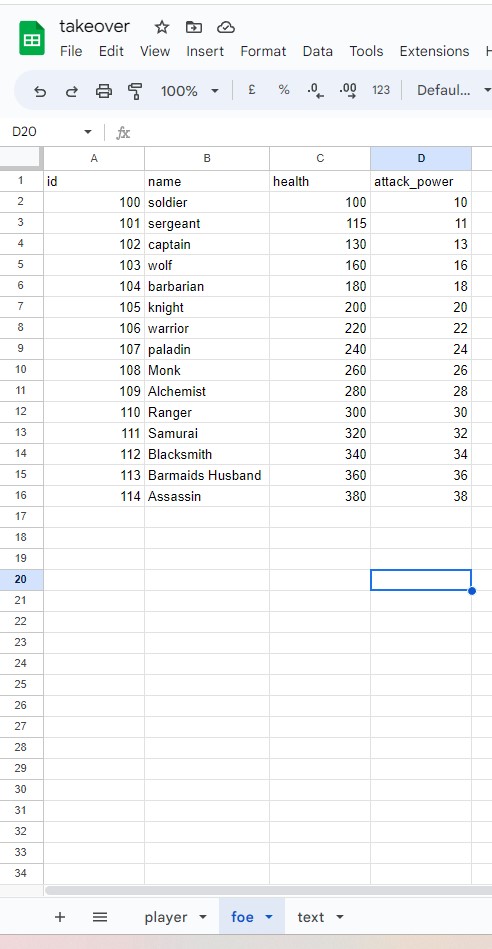 takeover
File Edit View Insert Format Data Tools Extensions H
100% £ % .0 .00 123 Defaul...
D20 fx
A B C D
1 id name health attack_power
2 100 soldier 100 10
3 101 sergeant 115 11
4 102 captain 130 13
5 103 wolf 160 16
6 104 barbarian 180 18
7 105 knight 200 20
8 106 warrior 220 22
9 107 paladin 240 24
10 108 Monk 260 26
11 109 Alchemist 280 28
12 110 Ranger 300 30
13 111 Samurai 320 32
14 112 Blacksmith 340 34
15 113 Barmaids Husband 360 36
16 114 Assassin 380 38
17
18
19
20
21
22
23
24
25
26
27
28
29
30
31
32
33
34
+ player foe text